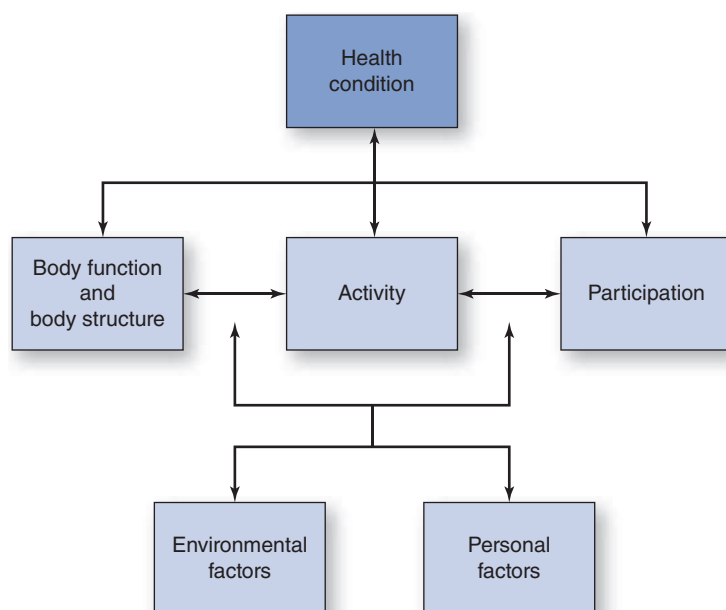 Health
condition
Body function
and
body structure
Activity
Participation
Environmental
factors
Personal
factors